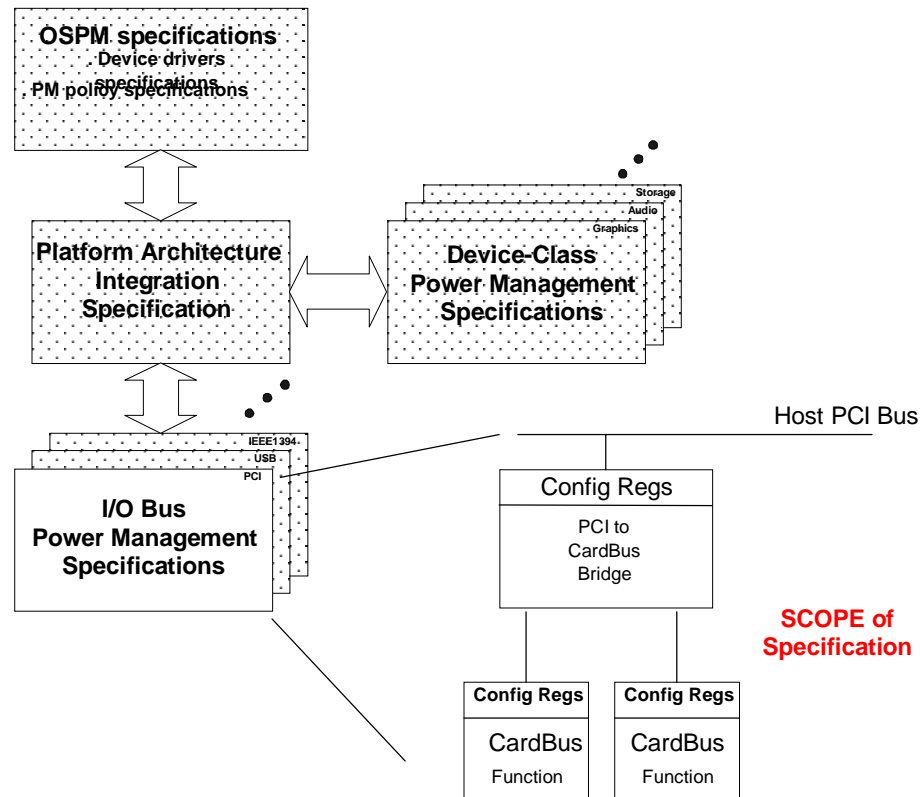 OSPM specifications
. Device drivers
specifications
. PM policy specifications
Storage
Audio
Graphics
Platform Architecture
Integration
Specification
Device-Class
Power Management
Specifications
IEEE1394
USB
PCI
I/O Bus
Power Management
Specifications
Host PCI Bus
Config Regs
PCI to
CardBus
Bridge
SCOPE of
Specification
Config Regs
CardBus
Function
Config Regs
CardBus
Function